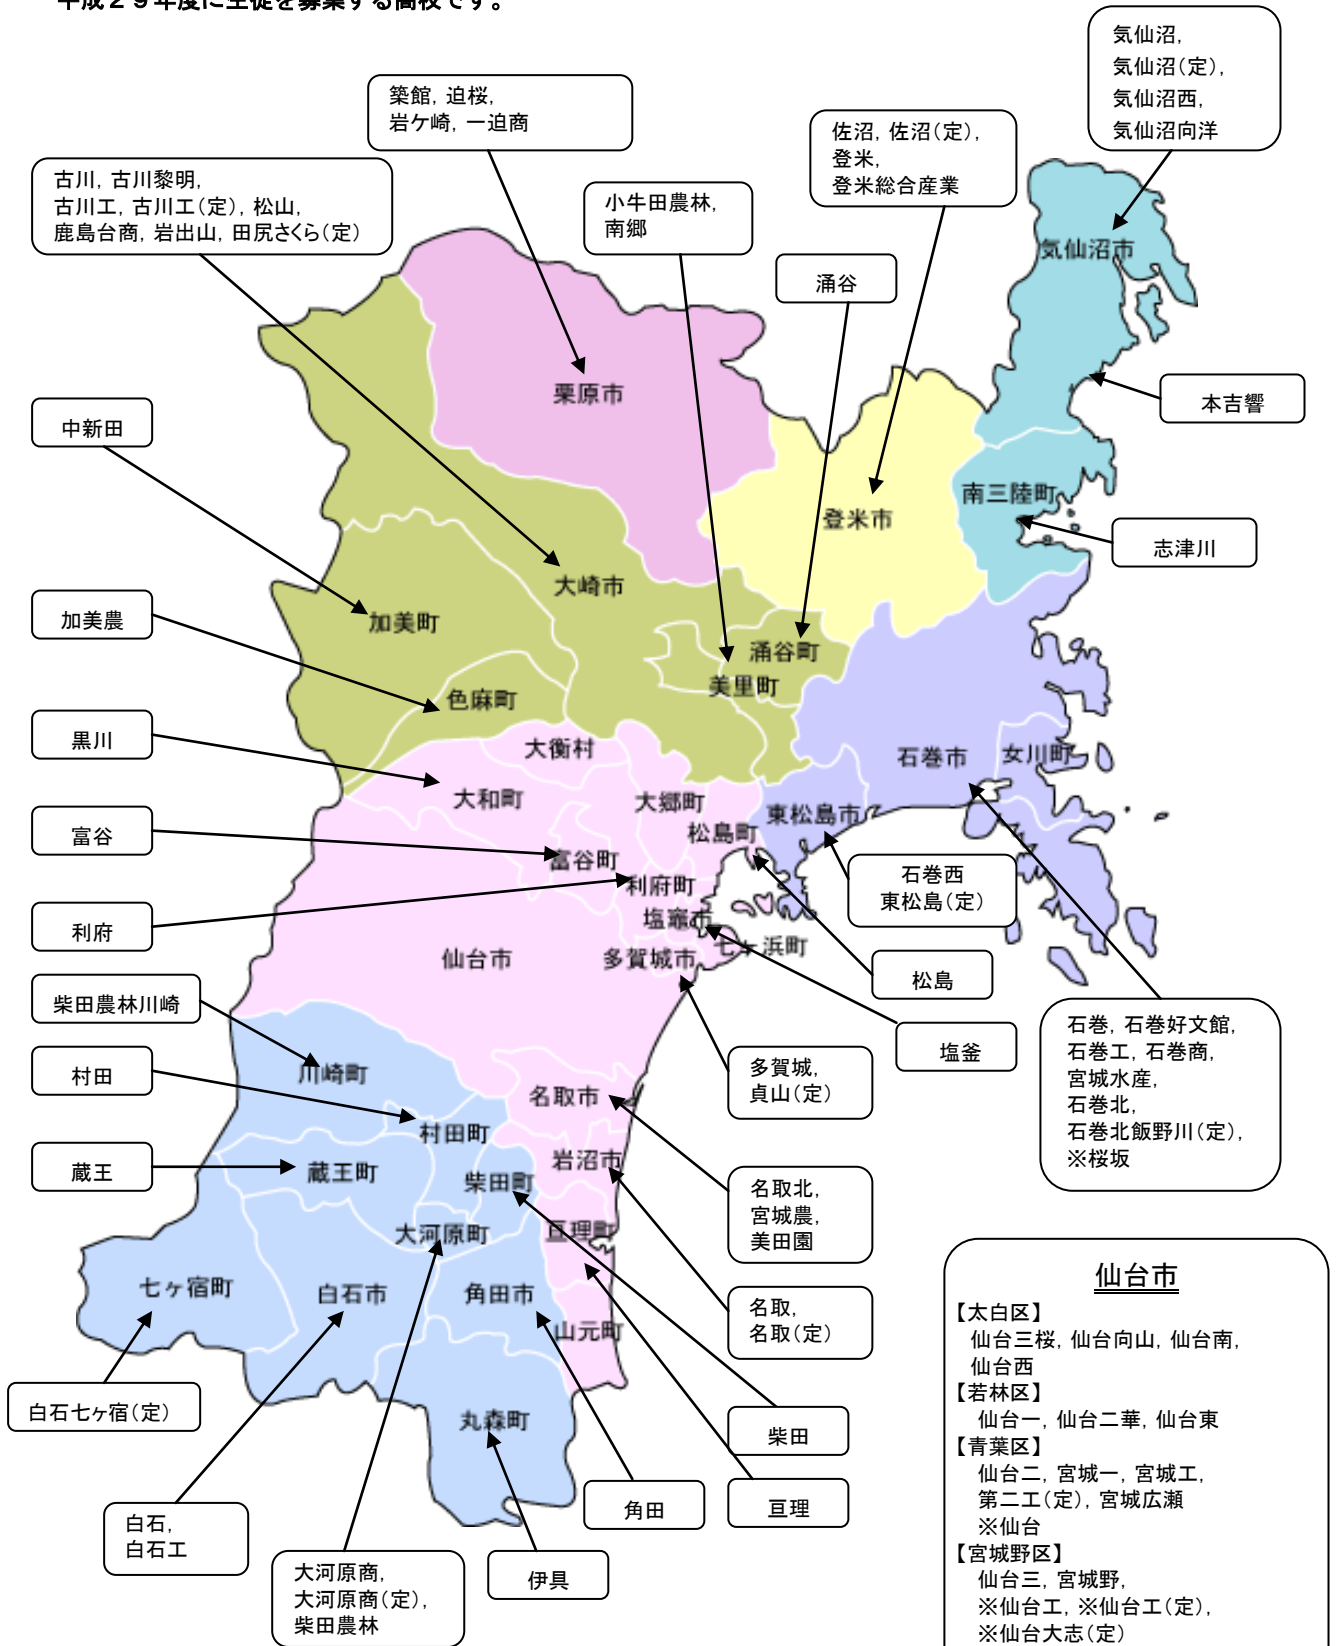 平成２９年度に生徒を募集する高校です。
気仙沼,
気仙沼(定),
気仙沼西,
気仙沼向洋
築館, 迫桜,
岩ケ崎, 一迫商
佐沼, 佐沼(定),
登米,
登米総合産業
古川, 古川黎明,
古川工, 古川工(定), 松山,
鹿島台商, 岩出山, 田尻さくら(定)
小牛田農林,
南郷
涌谷
気仙沼市
栗原市
本吉響
中新田
南三陸町
登米市
志津川
大崎市
加美農
加美町
涌谷町
美里町
色麻町
黒川
大衡村
石巻市
女川町
大和町
大郷町
東松島市
富谷
松島町
富谷町
利府町
石巻西
東松島(定)
利府
塩竈市
七ヶ浜町
仙台市
多賀城市
松島
柴田農林川崎
石巻, 石巻好文館,
石巻工, 石巻商,
宮城水産,
石巻北,
石巻北飯野川(定),
※桜坂
塩釜
川崎町
村田
多賀城,
貞山(定)
名取市
村田町
蔵王
蔵王町
岩沼市
柴田町
名取北,
宮城農,
美田園
大河原町
亘理町
七ヶ宿町
白石市
角田市
山元町
名取,
名取(定)
白石七ヶ宿(定)
丸森町
柴田
角田
亘理
白石,
白石工
大河原商,
大河原商(定),
柴田農林
伊具
仙台市
【太白区】
仙台三桜, 仙台向山, 仙台南,
仙台西
【若林区】
仙台一, 仙台二華, 仙台東
【青葉区】
仙台二, 宮城一, 宮城工,
第二工(定), 宮城広瀬
※仙台
【宮城野区】
仙台三, 宮城野,
※仙台工, ※仙台工(定),
※仙台大志(定)